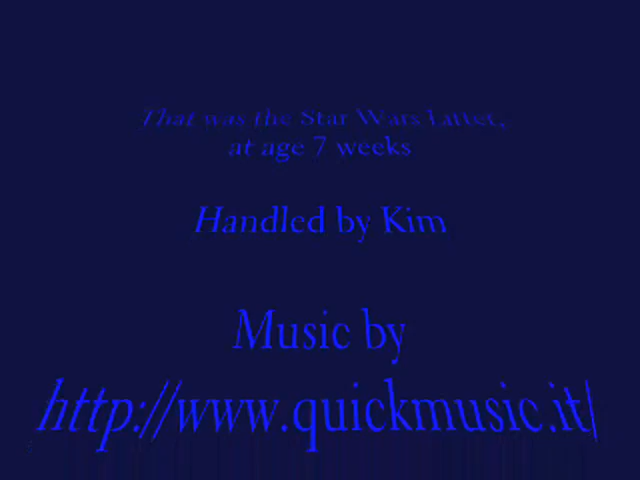 That was the Star Wars Litter,
at age 7 weeks
Handled by Kim
Music by
http://www.quickmusic.it/